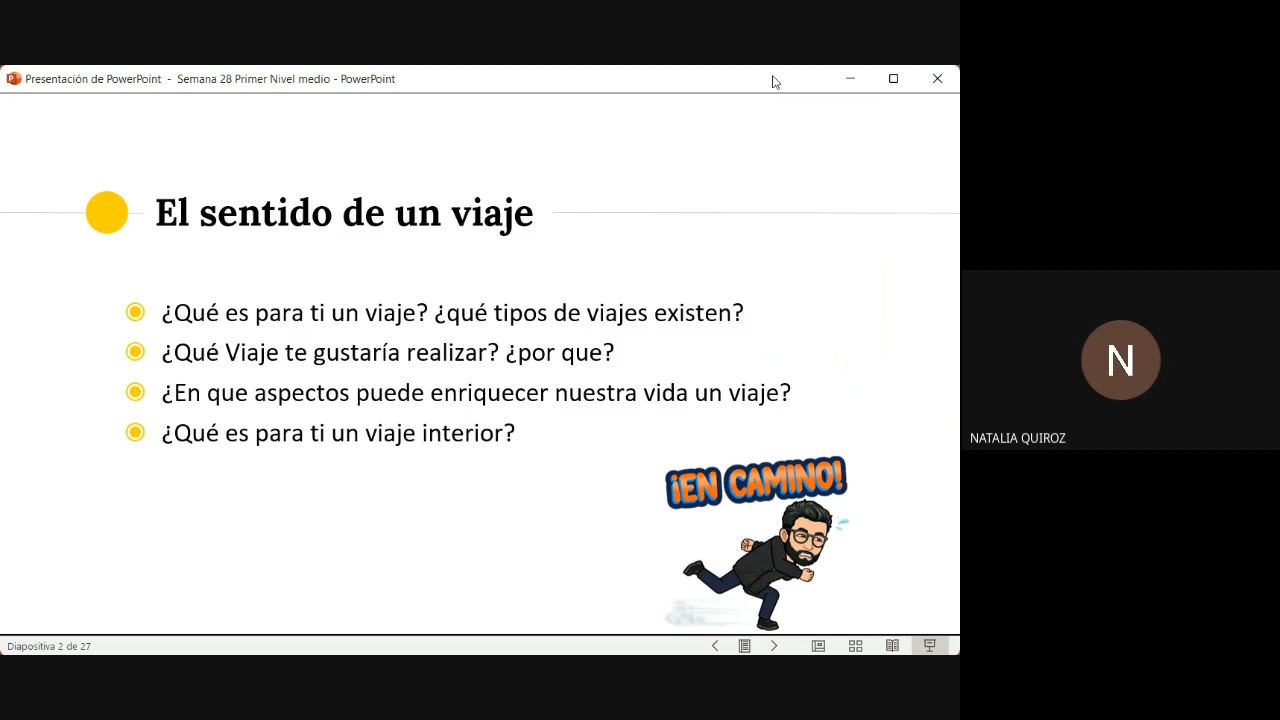 Presentación de PowerPoint - Semana 28 Primer Nivel medio - PowerPoint
El sentido de un viaje
¿Qué es para ti un viaje? ¿qué tipos de viajes existen?
¿Qué Viaje te gustaría realizar? ¿por que?
¿En que aspectos puede enriquecer nuestra vida un viaje?
¿Qué es para ti un viaje interior?
¡EN CAMINO!
Diapositiva 2 de 27
N
NATALIA QUIROZ